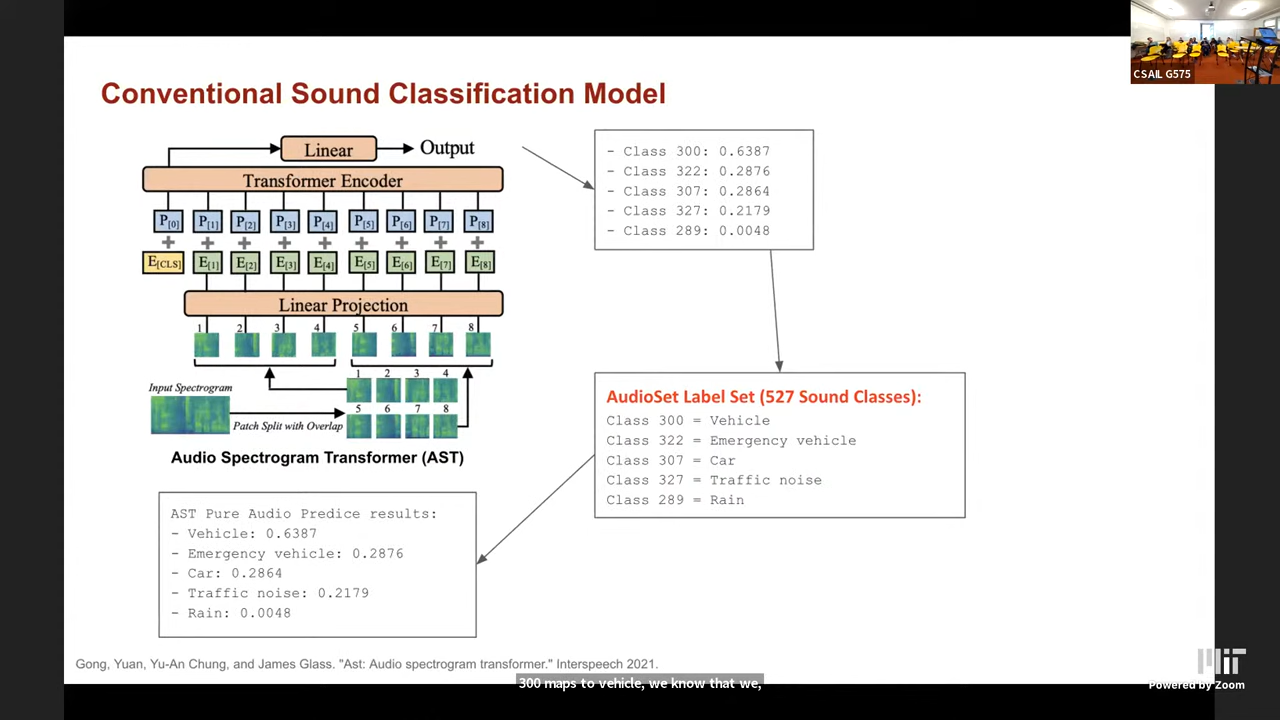 CSAIL G575
Conventional Sound Classification Model
Linear
Output
Transformer Encoder
P[0] P[1] P[2] P[3] P[4] P[5] P[6] P[7] P[8]
+ + + + + + + + +
E[CLS] E[1] E[2] E[3] E[4] E[5] E[6] E[7] E[8]
Linear Projection
1 2 3 4 5 6 7 8
Input Spectrogram
1 2 3 4
5 6 7 8
Patch Split with Overlap
Audio Spectrogram Transformer (AST)
- Class 300: 0.6387
- Class 322: 0.2876
- Class 307: 0.2864
- Class 327: 0.2179
- Class 289: 0.0048
AudioSet Label Set (527 Sound Classes):
Class 300 = Vehicle
Class 322 = Emergency vehicle
Class 307 = Car
Class 327 = Traffic noise
Class 289 = Rain
AST Pure Audio Predice results:
- Vehicle: 0.6387
- Emergency vehicle: 0.2876
- Car: 0.2864
- Traffic noise: 0.2179
- Rain: 0.0048
Gong, Yuan, Yu-An Chung, and James Glass. "Ast: Audio spectrogram transformer." Interspeech 2021.
300 maps to vehicle, we know that we,
MIT
Powered by Zoom